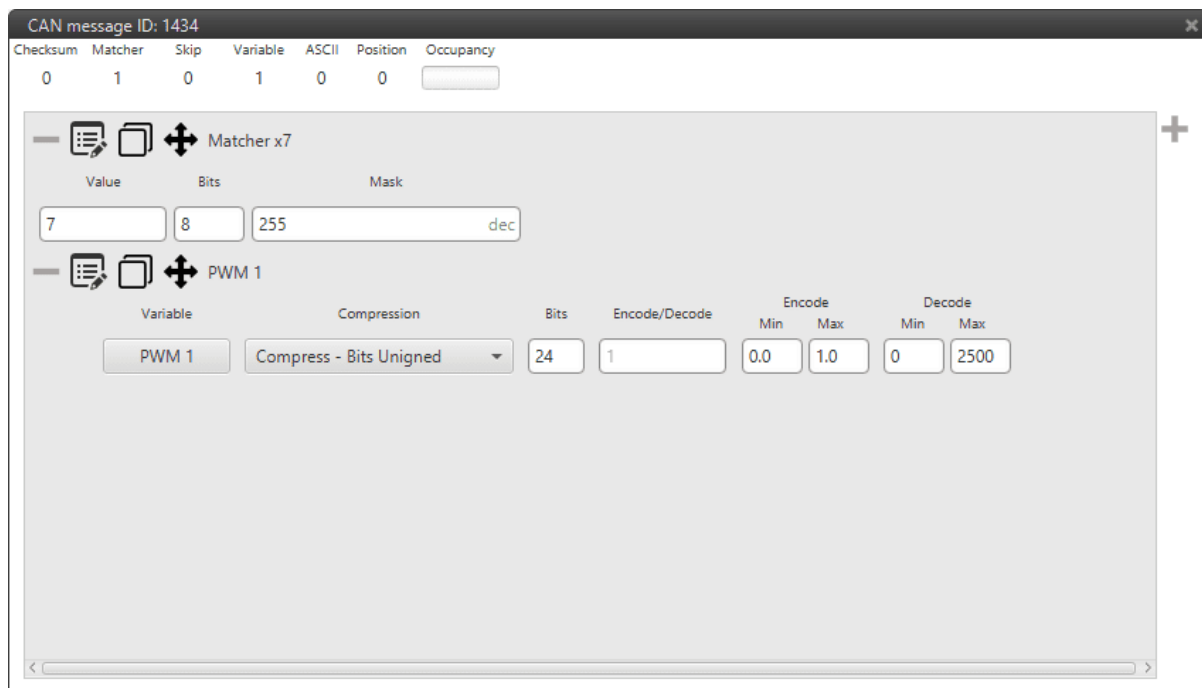 CAN message ID: 1434
Checksum Matcher Skip Variable ASCII Position Occupancy
0 1 0 1 0 0
Matcher x7
Value Bits Mask
7 8 255 dec
PWM 1
Variable Compression Bits Encode/Decode Encode Decode
Min Max Min Max
PWM 1 Compress - Bits Unigned 24 1 0.0 1.0 0 2500